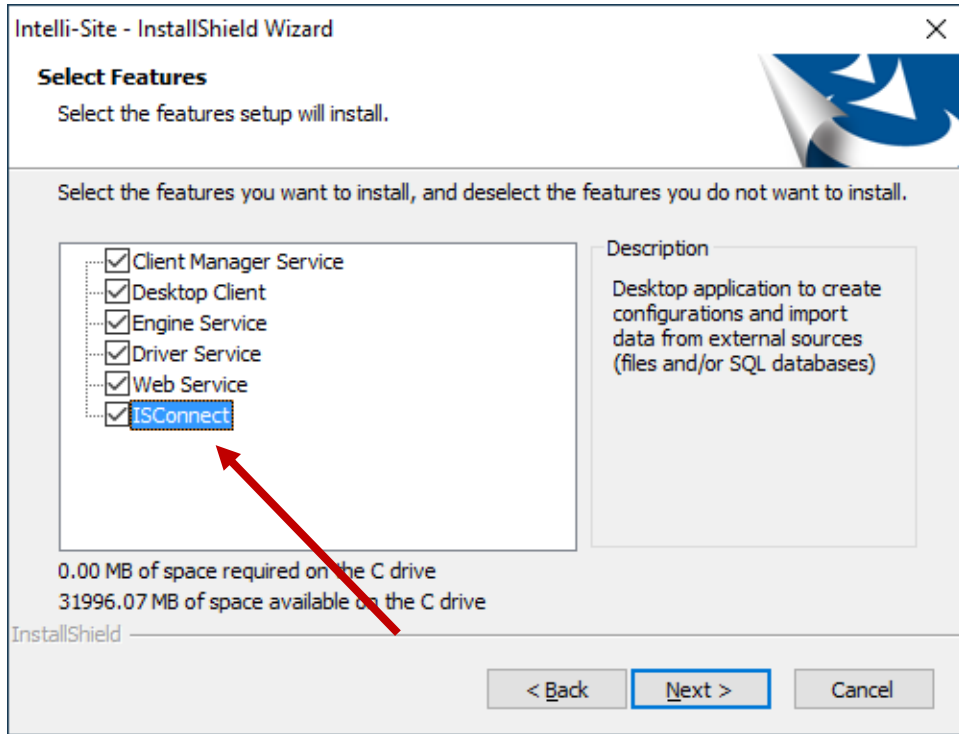 Intelli-Site - InstallShield Wizard
Select Features
Select the features setup will install.
Select the features you want to install, and deselect the features you do not want to install.
Client Manager Service
Desktop Client
Engine Service
Driver Service
Web Service
ISConnect
Description
Desktop application to create
configurations and import
data from external sources
(files and/or SQL databases)
0.00 MB of space required on the C drive
31996.07 MB of space available on the C drive
InstallShield
< Back
Next >
Cancel